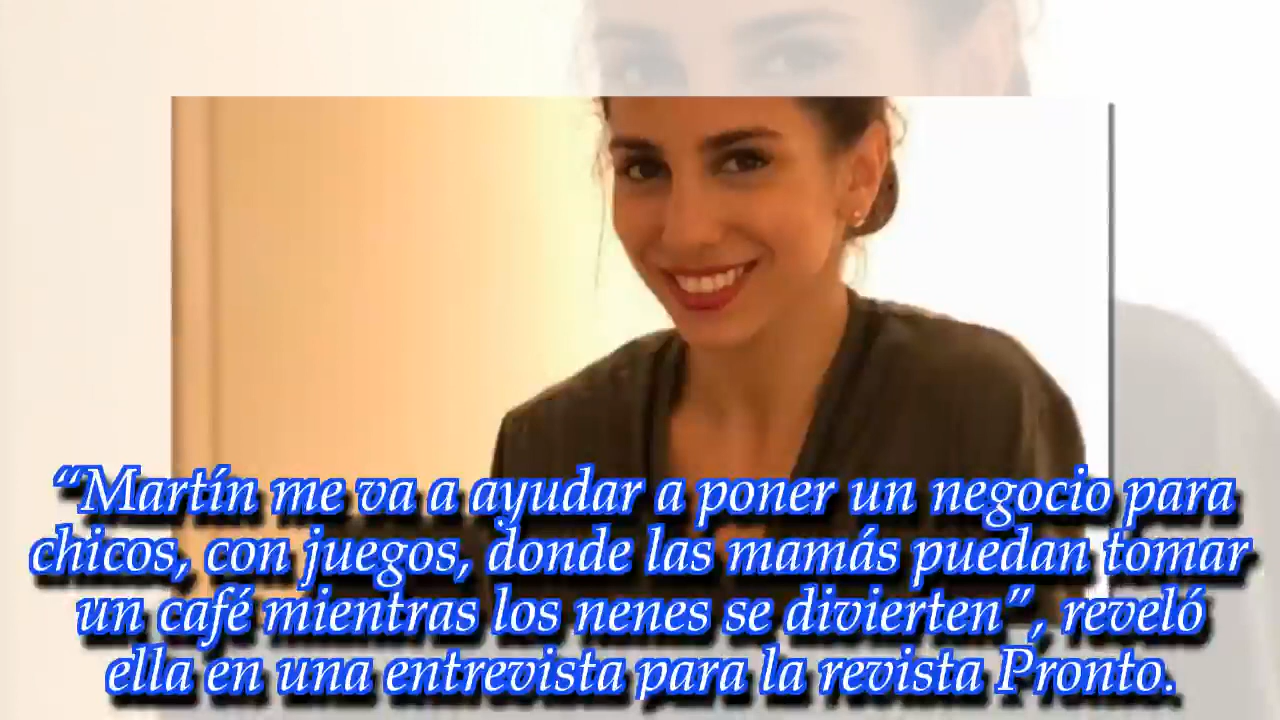 “Martín me va a ayudar a poner un negocio para
chicos, con juegos, donde las mamás puedan tomar
un café mientras los nenes se divierten”, reveló
ella en una entrevista para la revista Pronto.